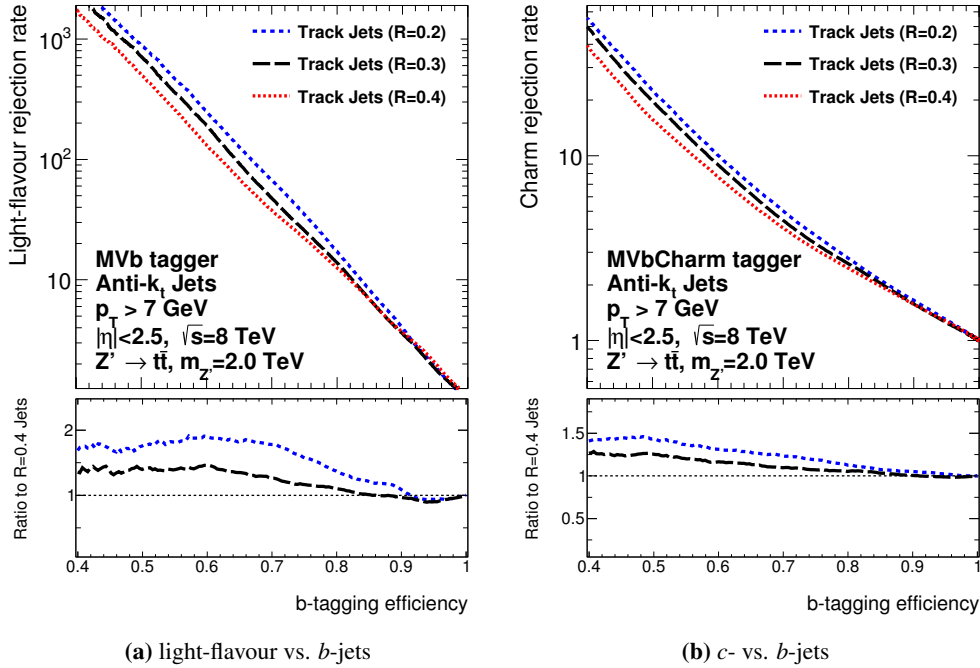 Light-flavour rejection rate
10³
10²
10
Track Jets (R=0.2)
Track Jets (R=0.3)
Track Jets (R=0.4)
MVb tagger
Anti-kₜ Jets
p_T > 7 GeV
|η|<2.5, √s=8 TeV
Z' → tt̄, m_Z'=2.0 TeV
Ratio to R=0.4 Jets
2
1
0.4 0.5 0.6 0.7 0.8 0.9 1
b-tagging efficiency
(a) light-flavour vs. b-jets
Charm rejection rate
10
1
Track Jets (R=0.2)
Track Jets (R=0.3)
Track Jets (R=0.4)
MVbCharm tagger
Anti-kₜ Jets
p_T > 7 GeV
|η|<2.5, √s=8 TeV
Z' → tt̄, m_Z'=2.0 TeV
Ratio to R=0.4 Jets
1.5
1
0.5
0.4 0.5 0.6 0.7 0.8 0.9 1
b-tagging efficiency
(b) c- vs. b-jets